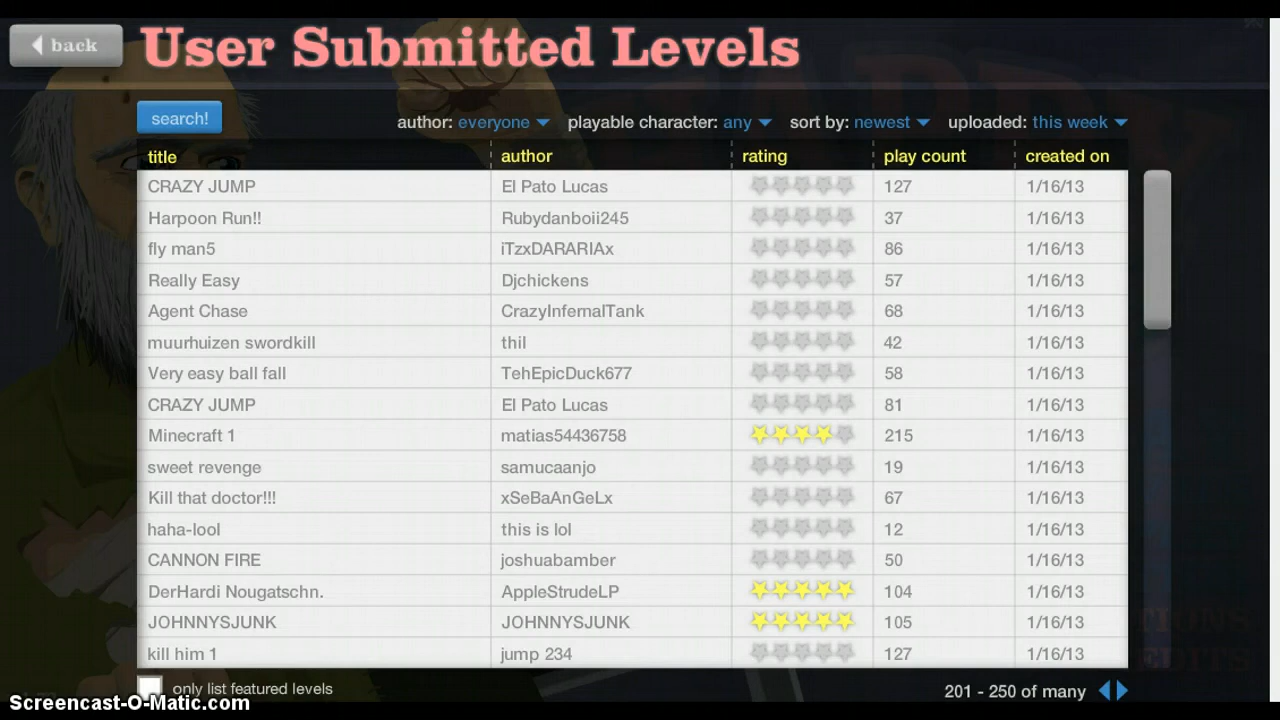 back
User Submitted Levels
search!
author: everyone playable character: any sort by: newest uploaded: this week
title author rating play count created on
CRAZY JUMP El Pato Lucas 127 1/16/13
Harpoon Run!! Rubydanboii245 37 1/16/13
fly man5 iTzxDARARIAx 86 1/16/13
Really Easy Djchickens 57 1/16/13
Agent Chase CrazyInfernalTank 68 1/16/13
muurhuizen swordkill thil 42 1/16/13
Very easy ball fall TehEpicDuck677 58 1/16/13
CRAZY JUMP El Pato Lucas 81 1/16/13
Minecraft 1 matias54436758 215 1/16/13
sweet revenge samucaanjo 19 1/16/13
Kill that doctor!!! xSeBaAnGeLx 67 1/16/13
haha-lool this is lol 12 1/16/13
CANNON FIRE joshuabamber 50 1/16/13
DerHardi Nougatschn. AppleStrudeLP 104 1/16/13
JOHNNYSJUNK JOHNNYSJUNK 105 1/16/13
kill him 1 jump 234 127 1/16/13
only list featured levels
201 - 250 of many
Screencast-O-Matic.com